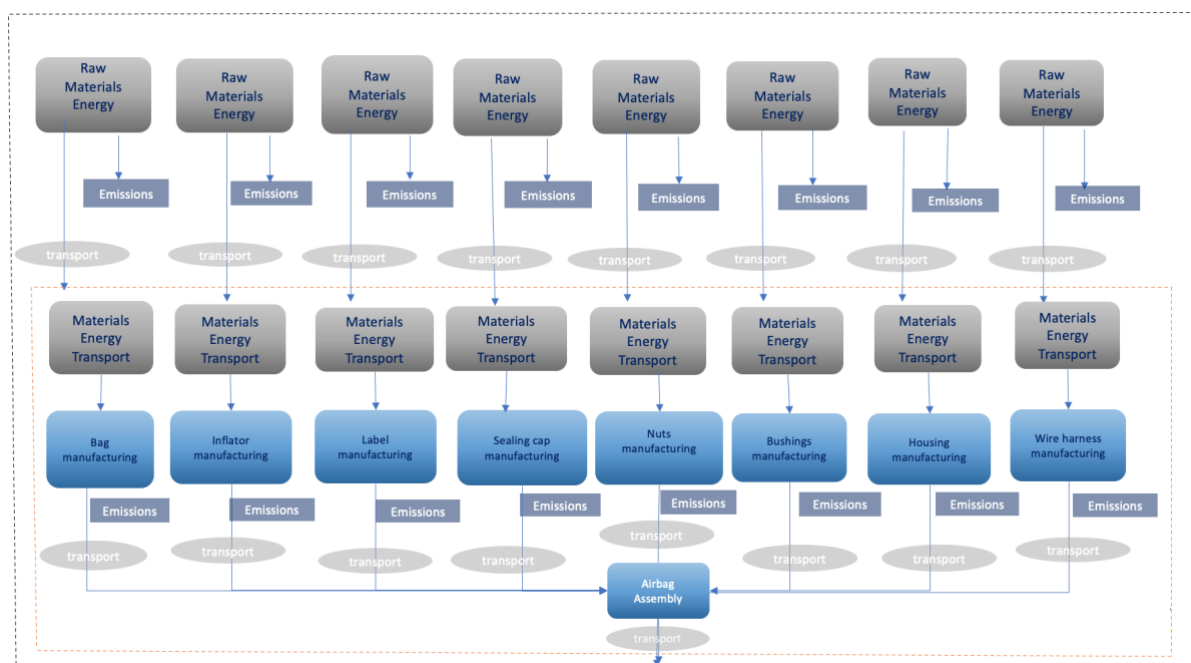 Raw
Materials
Energy
Raw
Materials
Energy
Raw
Materials
Energy
Raw
Materials
Energy
Raw
Materials
Energy
Raw
Materials
Energy
Raw
Materials
Energy
Raw
Materials
Energy
Emissions
Emissions
Emissions
Emissions
Emissions
Emissions
Emissions
Emissions
transport
transport
transport
transport
transport
transport
transport
transport
Materials
Energy
Transport
Materials
Energy
Transport
Materials
Energy
Transport
Materials
Energy
Transport
Materials
Energy
Transport
Materials
Energy
Transport
Materials
Energy
Transport
Materials
Energy
Transport
Bag
manufacturing
Inflator
manufacturing
Label
manufacturing
Sealing cap
manufacturing
Nuts
manufacturing
Bushings
manufacturing
Housing
manufacturing
Wire harness
manufacturing
Emissions
Emissions
Emissions
Emissions
Emissions
Emissions
Emissions
Emissions
transport
transport
transport
transport
transport
transport
transport
transport
Airbag
Assembly
transport